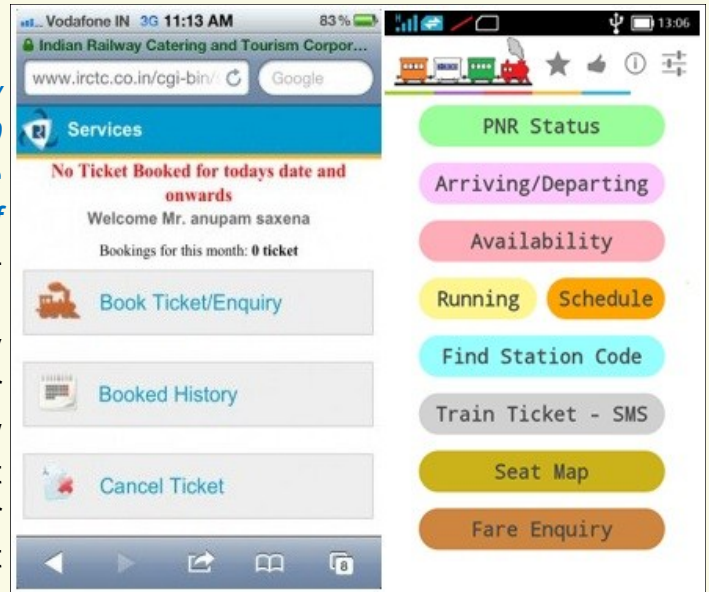 Vodafone IN 3G 11:13 AM 83%
Indian Railway Catering and Tourism Corpor...
www.irctc.co.in/cgi-bin/
Google
Services
No Ticket Booked for todays date and
onwards
Welcome Mr. anupam saxena
Bookings for this month: 0 ticket
Book Ticket/Enquiry
Booked History
Cancel Ticket
8
13:06
PNR Status
Arriving/Departing
Availability
Running
Schedule
Find Station Code
Train Ticket - SMS
Seat Map
Fare Enquiry